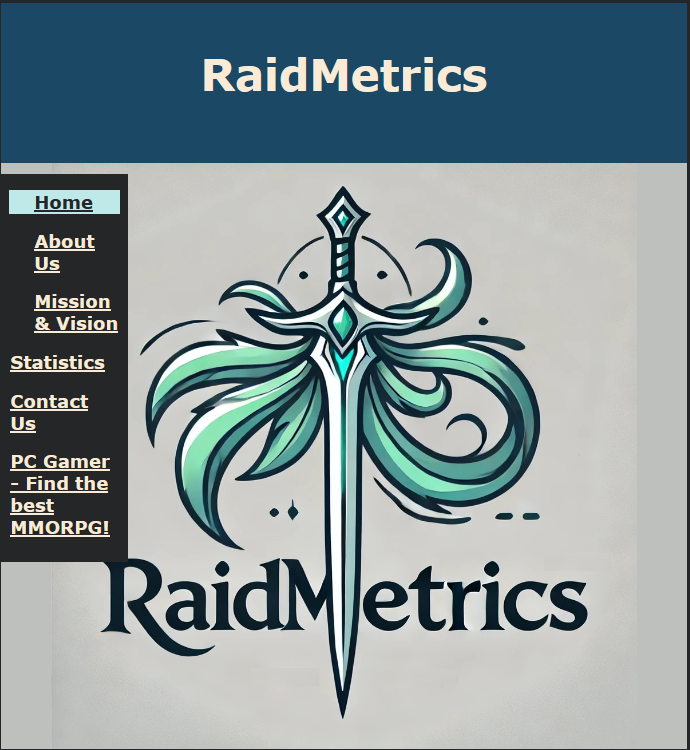 RaidMetrics
Home
About
Us
Mission
& Vision
Statistics
Contact
Us
PC Gamer
– Find the
best
MMORPG!
RaidMetrics